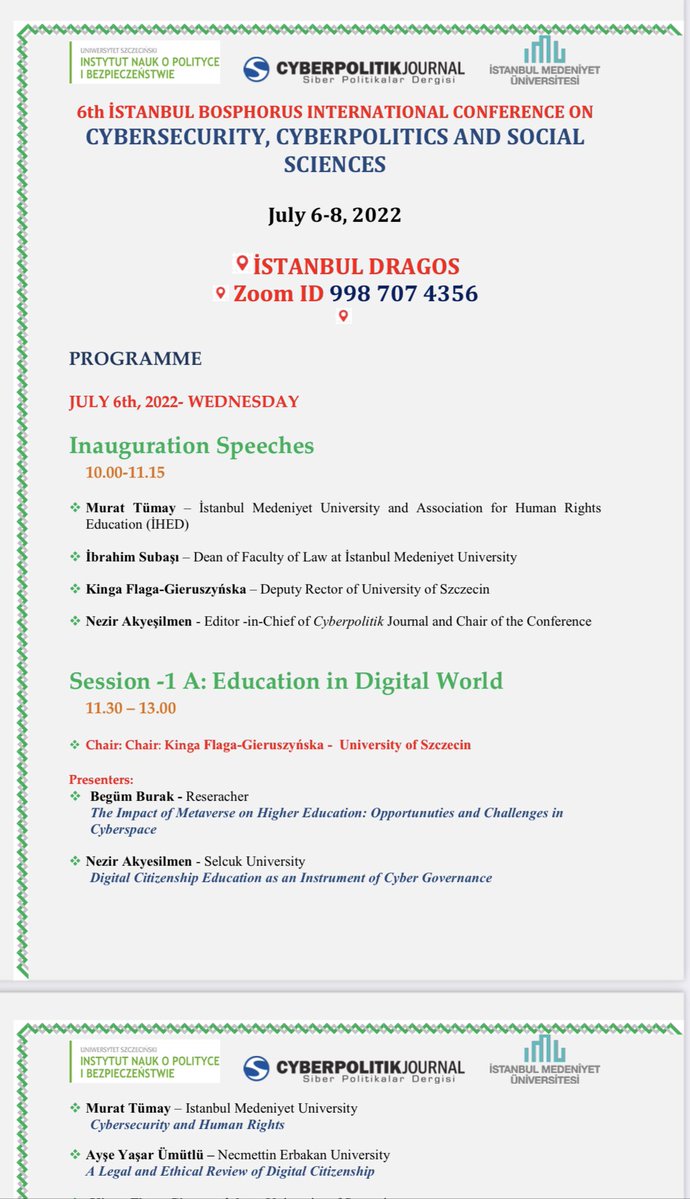 UNIWERSYTET SZCZECIŃSKI
INSTYTUT NAUK O POLITYCE
I BEZPIECZEŃSTWIE
CYBERPOLITIKJOURNAL
Siber Politikalar Dergisi
İSTANBUL MEDENİYET
ÜNİVERSİTESİ
6th İSTANBUL BOSPHORUS INTERNATIONAL CONFERENCE ON
CYBERSECURITY, CYBERPOLITICS AND SOCIAL
SCIENCES
July 6-8, 2022
İSTANBUL DRAGOS
Zoom ID 998 707 4356
PROGRAMME
JULY 6th, 2022- WEDNESDAY
Inauguration Speeches
10.00-11.15
❖ Murat Tümay – İstanbul Medeniyet University and Association for Human Rights
Education (İHED)
❖ İbrahim Subaşı – Dean of Faculty of Law at İstanbul Medeniyet University
❖ Kinga Flaga-Gieruszyńska – Deputy Rector of University of Szczecin
❖ Nezir Akyeşilmen - Editor -in-Chief of Cyberpolitik Journal and Chair of the Conference
Session -1 A: Education in Digital World
11.30 – 13.00
❖ Chair: Chair: Kinga Flaga-Gieruszyńska - University of Szczecin
Presenters:
❖ Begüm Burak - Reseracher
The Impact of Metaverse on Higher Education: Opportunuties and Challenges in
Cyberspace
❖ Nezir Akyesilmen - Selcuk University
Digital Citizenship Education as an Instrument of Cyber Governance
UNIWERSYTET SZCZECIŃSKI
INSTYTUT NAUK O POLITYCE
I BEZPIECZEŃSTWIE
CYBERPOLITIKJOURNAL
Siber Politikalar Dergisi
İSTANBUL MEDENİYET
ÜNİVERSİTESİ
❖ Murat Tümay – Istanbul Medeniyet University
Cybersecurity and Human Rights
❖ Ayşe Yaşar Ümütlü – Necmettin Erbakan University
A Legal and Ethical Review of Digital Citizenship